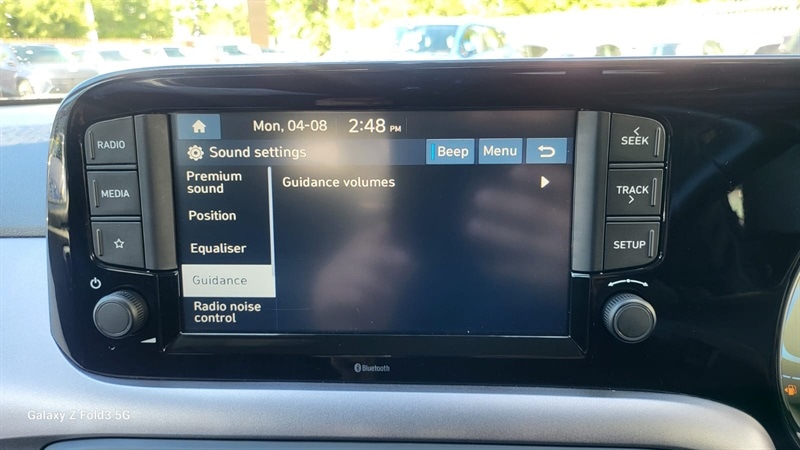 Mon, 04-08 2:48 PM
Sound settings Beep Menu
Premium
sound
Position
Equaliser
Guidance
Radio noise
control
Guidance volumes
RADIO
MEDIA
SEEK
TRACK
SETUP
Bluetooth
Galaxy Z Fold3 5G